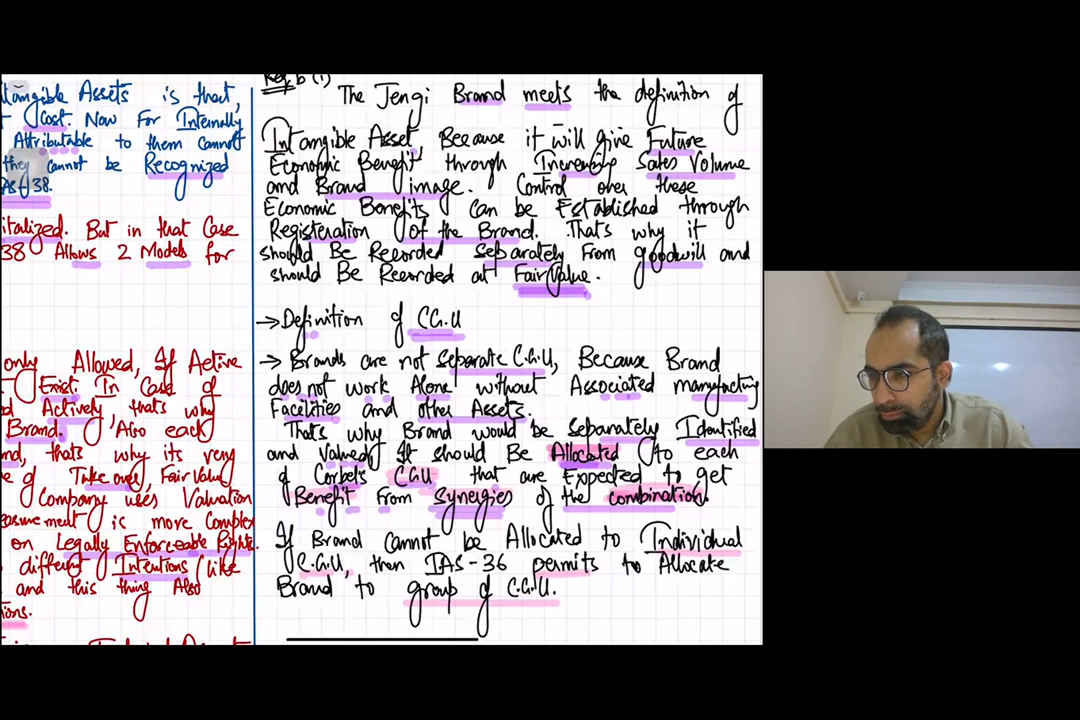 Intangible Assets is that,
Cost. Now For Internally
Attributable to them cannot
they cannot be Recognized
IAS-38.
italized. But in that Case
38 Allows 2 Models for
only Allowed, If Active
Exist. In Case of
Actively, that's why
Brand. Also each
nd, that's why its very
e of Take over, Fair Value
Company uses Valuation
easurement is more Complex
on Legally Enforceable Rights.
different Intentions (like
and this thing Also
tions.
Req. b (i)
The Jengi Brand meets the definition of
Intangible Asset, Because it will give Future
Economic Benefit through Increasing Sales Volume
and Brand image. Control over these
Economic Benefits can be Established through
Registeration of the Brand. That's why it
should Be Recorded separately From goodwill and
should Be Recorded at Fair Value.
→ Definition of C.G.U
→ Brands are not separate C.G.U, Because Brand
does not work Alone without Associated manufacting
Facilities and other Assets.
That's why Brand would be separately Identified
and Valued. It should Be Allocated to each
of Corbel's CGU that are Expected to get
Benefit From Synergies of the combination.
If Brand cannot be Allocated to Individual
C.G.U, then IAS-36 permits to Allocate
Brand to group of C.G.U.